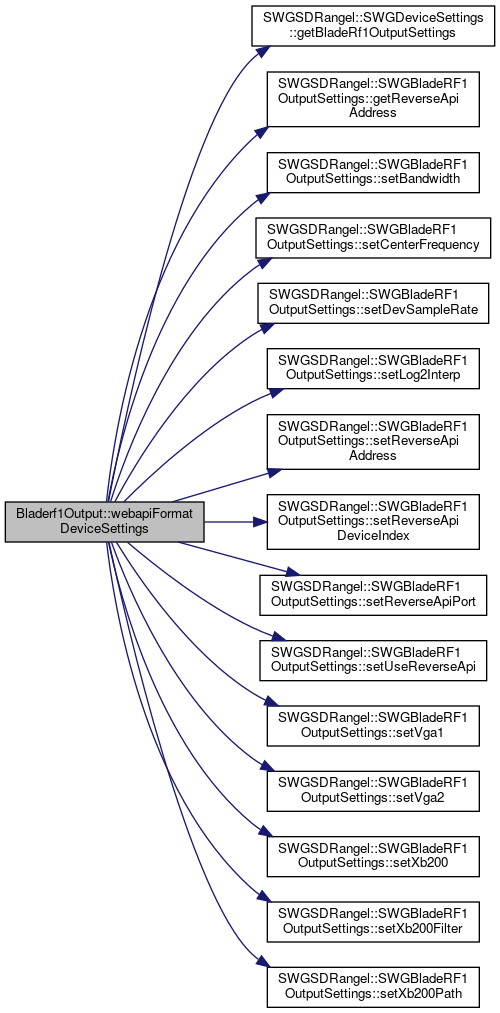 SWGSDRangel::SWGDeviceSettings
::getBladeRf1OutputSettings
SWGSDRangel::SWGBladeRF1
OutputSettings::getReverseApi
Address
SWGSDRangel::SWGBladeRF1
OutputSettings::setBandwidth
SWGSDRangel::SWGBladeRF1
OutputSettings::setCenterFrequency
SWGSDRangel::SWGBladeRF1
OutputSettings::setDevSampleRate
SWGSDRangel::SWGBladeRF1
OutputSettings::setLog2Interp
SWGSDRangel::SWGBladeRF1
OutputSettings::setReverseApi
Address
Bladerf1Output::webapiFormat
DeviceSettings
SWGSDRangel::SWGBladeRF1
OutputSettings::setReverseApi
DeviceIndex
SWGSDRangel::SWGBladeRF1
OutputSettings::setReverseApiPort
SWGSDRangel::SWGBladeRF1
OutputSettings::setUseReverseApi
SWGSDRangel::SWGBladeRF1
OutputSettings::setVga1
SWGSDRangel::SWGBladeRF1
OutputSettings::setVga2
SWGSDRangel::SWGBladeRF1
OutputSettings::setXb200
SWGSDRangel::SWGBladeRF1
OutputSettings::setXb200Filter
SWGSDRangel::SWGBladeRF1
OutputSettings::setXb200Path